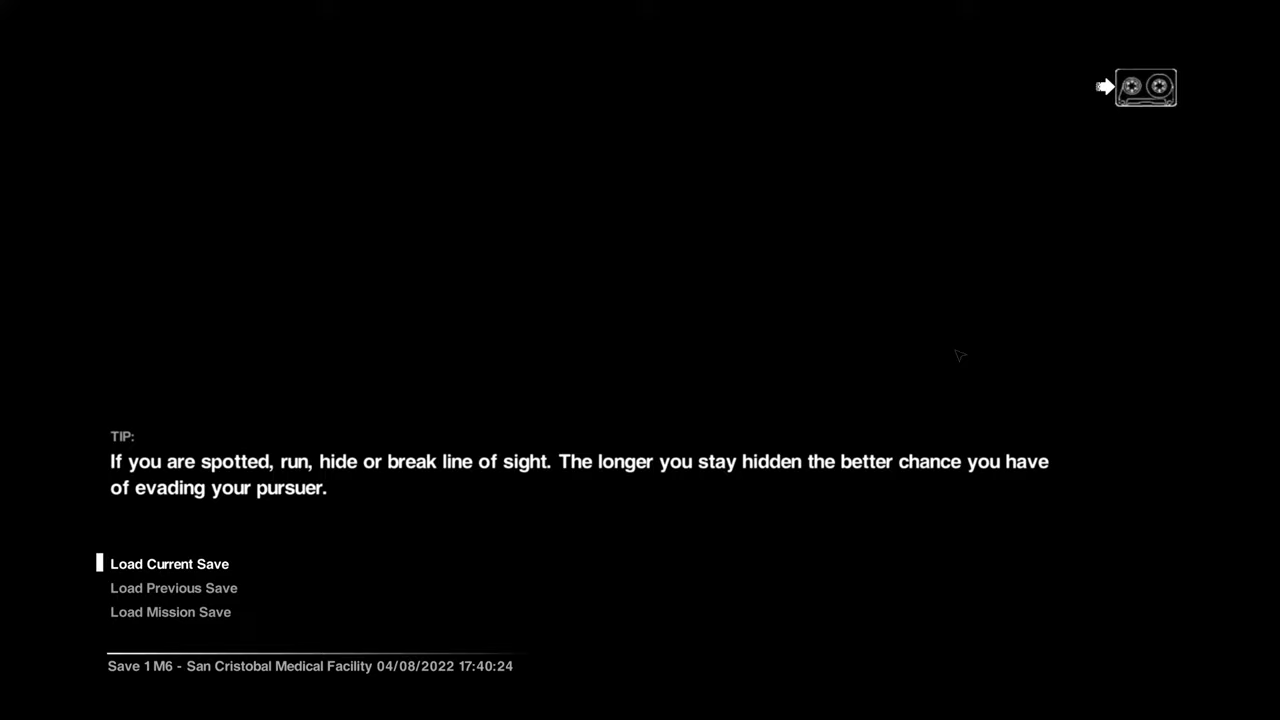 TIP:
If you are spotted, run, hide or break line of sight. The longer you stay hidden the better chance you have
of evading your pursuer.
Load Current Save
Load Previous Save
Load Mission Save
Save 1 M6 - San Cristobal Medical Facility 04/08/2022 17:40:24